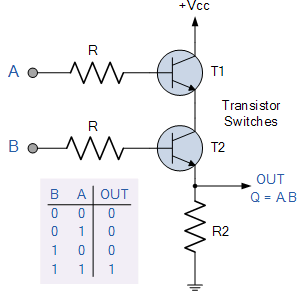 +Vcc
R
A
T1
Transistor
Switches
R
B
T2
OUT
Q = A.B
B A OUT
0 0 0
0 1 0
1 0 0
1 1 1
R2